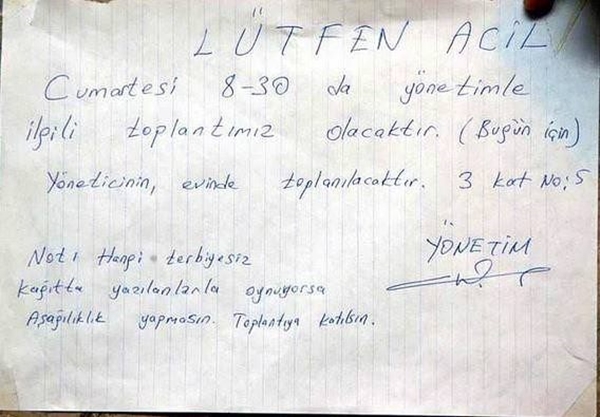 LÜTFEN ACİL
Cumartesi 8-30 da yönetimle
ilgili toplantımız olacaktır. (Bugün için)
Yöneticinin, evinde toplanılacaktır. 3 kat No: 5
YÖNETİM
Not: Hangi terbiyesiz
kağıtta yazılanlarla oynuyorsa
Aşağılıklık yapmasın. Toplantıya katılsın.